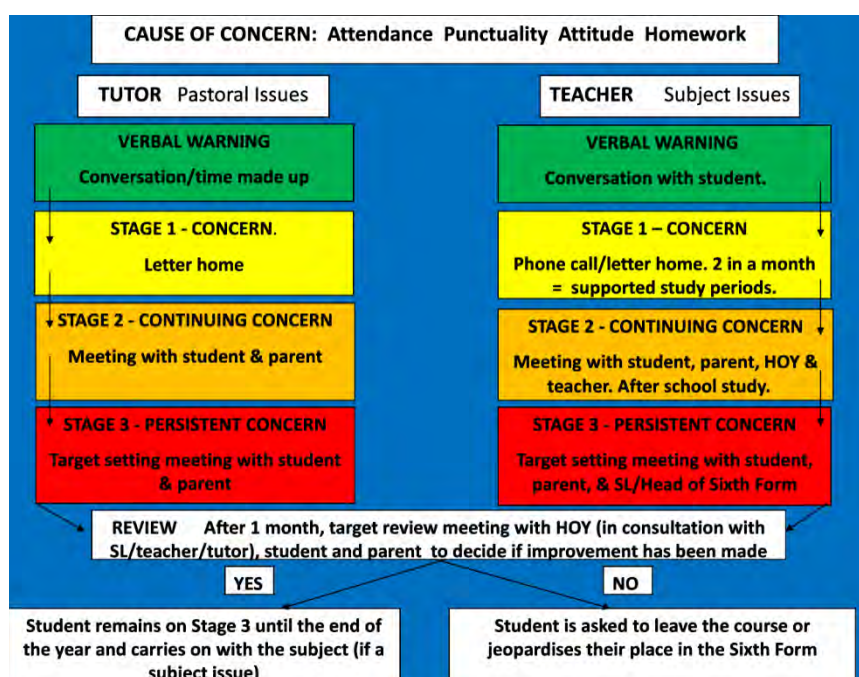 CAUSE OF CONCERN: Attendance Punctuality Attitude Homework
TUTOR Pastoral Issues
VERBAL WARNING
Conversation/time made up
STAGE 1 - CONCERN.
Letter home
STAGE 2 - CONTINUING CONCERN
Meeting with student & parent
STAGE 3 - PERSISTENT CONCERN
Target setting meeting with student
& parent
TEACHER Subject Issues
VERBAL WARNING
Conversation with student.
STAGE 1 – CONCERN
Phone call/letter home. 2 in a month
= supported study periods.
STAGE 2 - CONTINUING CONCERN
Meeting with student, parent, HOY &
teacher. After school study.
STAGE 3 - PERSISTENT CONCERN
Target setting meeting with student,
parent, & SL/Head of Sixth Form
REVIEW After 1 month, target review meeting with HOY (in consultation with
SL/teacher/tutor), student and parent to decide if improvement has been made
YES
Student remains on Stage 3 until the end of
the year and carries on with the subject (if a
subject issue)
NO
Student is asked to leave the course or
jeopardises their place in the Sixth Form